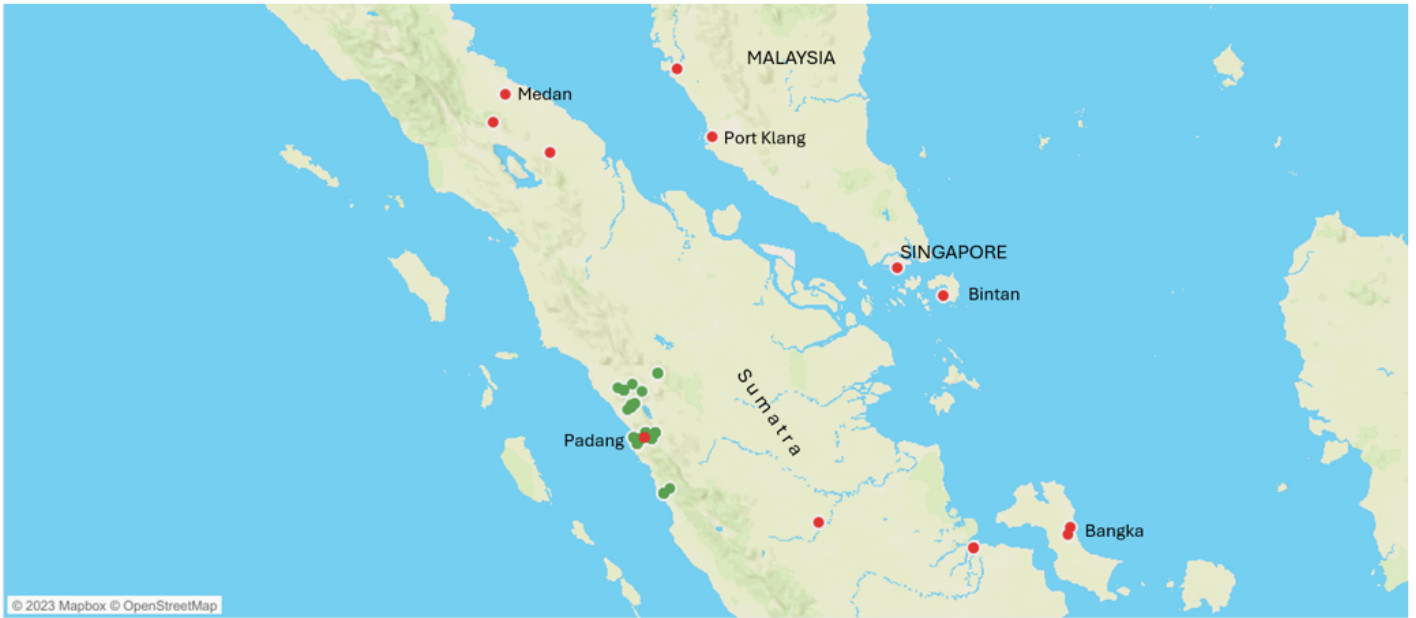 MALAYSIA
Medan
Port Klang
SINGAPORE
Bintan
Sumatra
Padang
Bangka
© 2023 Mapbox © OpenStreetMap